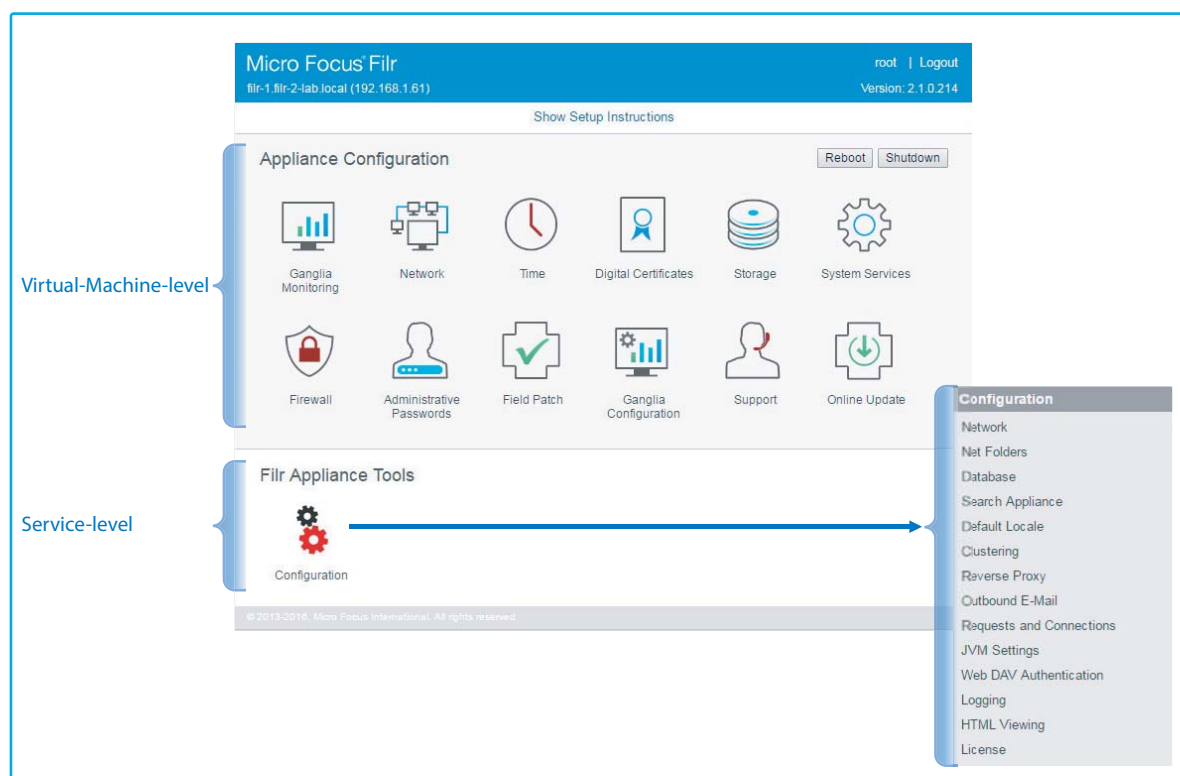 Micro Focus® Filr
root | Logout
filr-1.filr-2-lab.local (192.168.1.61)
Version: 2.1.0.214
Show Setup Instructions
Appliance Configuration
Reboot
Shutdown
Virtual-Machine-level
Ganglia
Monitoring
Network
Time
Digital Certificates
Storage
System Services
Firewall
Administrative
Passwords
Field Patch
Ganglia
Configuration
Support
Online Update
Filr Appliance Tools
Service-level
Configuration
© 2013-2016, Micro Focus International. All rights reserved.
Configuration
Network
Net Folders
Database
Search Appliance
Default Locale
Clustering
Reverse Proxy
Outbound E-Mail
Requests and Connections
JVM Settings
Web DAV Authentication
Logging
HTML Viewing
License